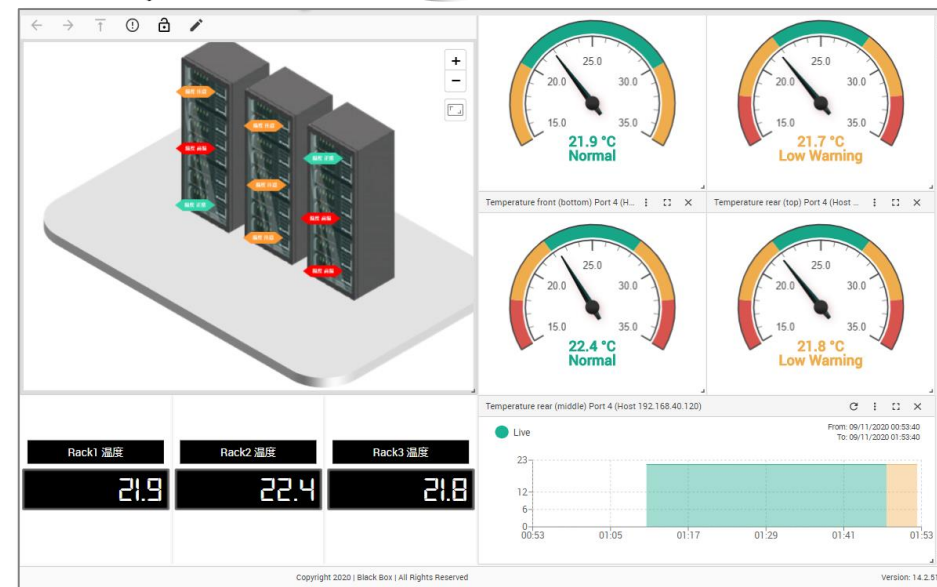 25.0
20.0
30.0
15.0
35.0
21.9 °C
Normal
25.0
20.0
30.0
15.0
35.0
21.7 °C
Low Warning
Temperature front (bottom) Port 4 (H...
Temperature rear (top) Port 4 (Host ...
25.0
20.0
30.0
15.0
35.0
22.4 °C
Normal
25.0
20.0
30.0
15.0
35.0
21.8 °C
Low Warning
Rack1 温度
Rack2 温度
Rack3 温度
21.9
22.4
21.8
Temperature rear (middle) Port 4 (Host 192.168.40.120)
Live
From: 09/11/2020 00:53:40
To: 09/11/2020 01:53:40
23
12
6
0
00:53 01:05 01:17 01:29 01:41 01:53
Copyright 2020 | Black Box | All Rights Reserved